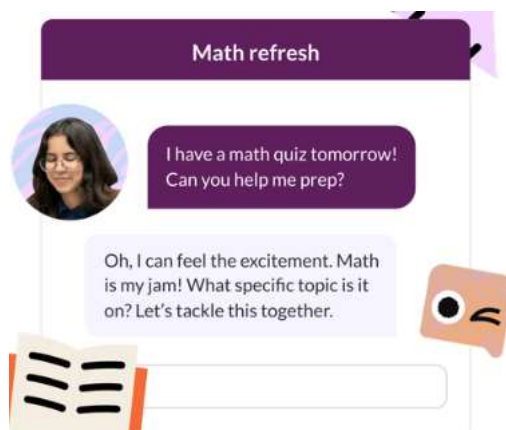 Math refresh
I have a math quiz tomorrow!
Can you help me prep?
Oh, I can feel the excitement. Math
is my jam! What specific topic is it
on? Let's tackle this together.